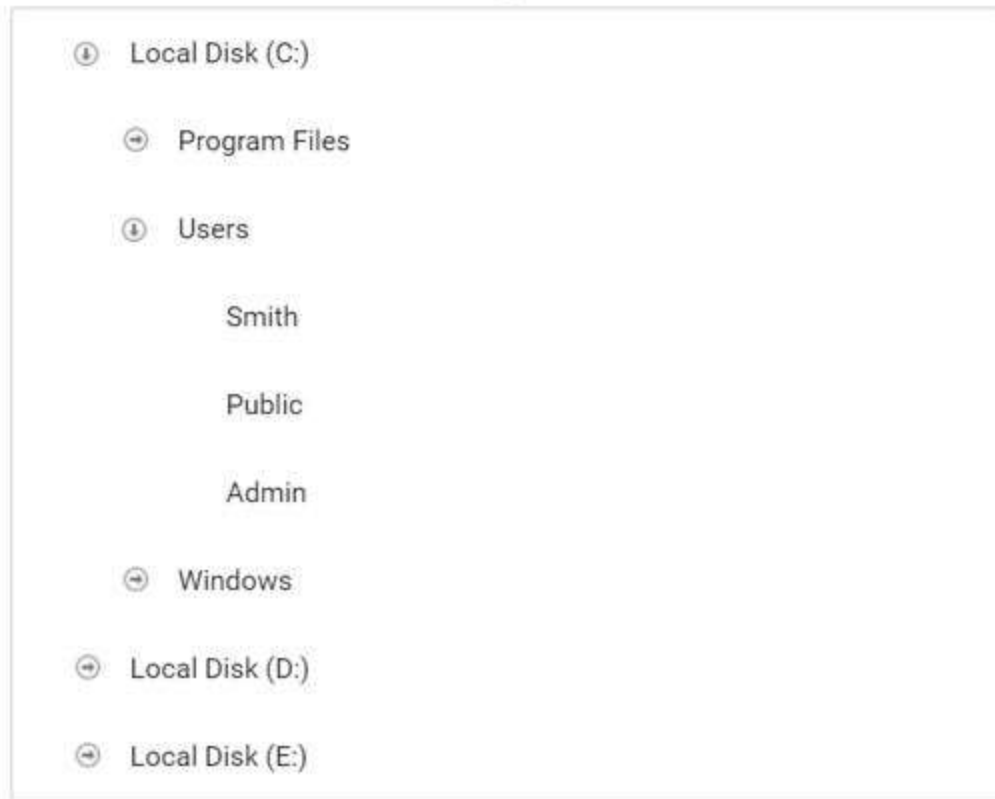 Local Disk (C:)
Program Files
Users
Smith
Public
Admin
Windows
Local Disk (D:)
Local Disk (E:)